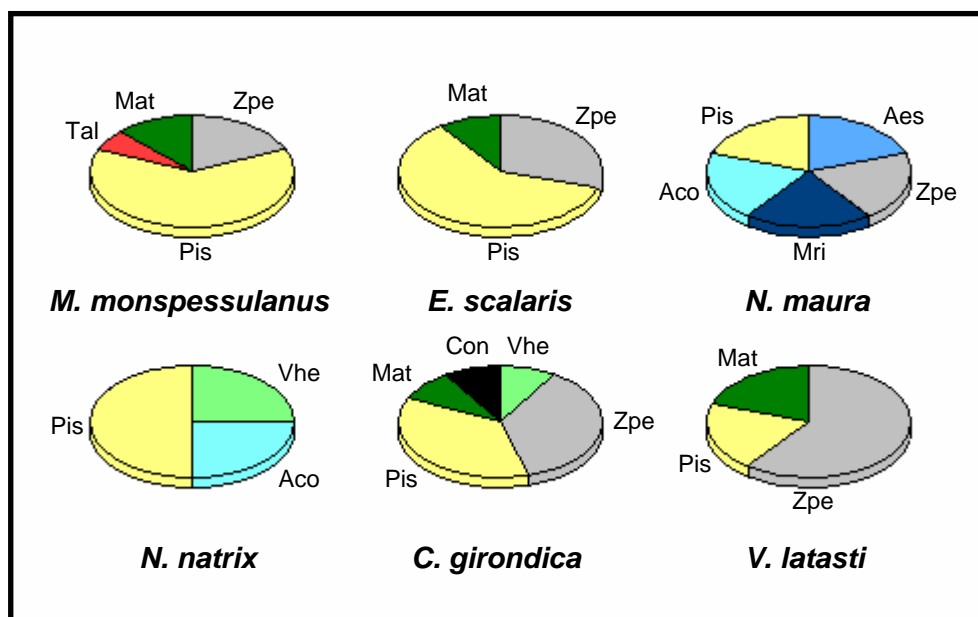 Mat Zpe
Tal
Pis
M. monspessulanus
Mat
Zpe
Pis
E. scalaris
Pis Aes
Aco Zpe
Mri
N. maura
Vhe
Pis
Aco
N. natrix
Con Vhe
Mat
Zpe
Pis
C. girondica
Mat
Pis
Zpe
V. latasti